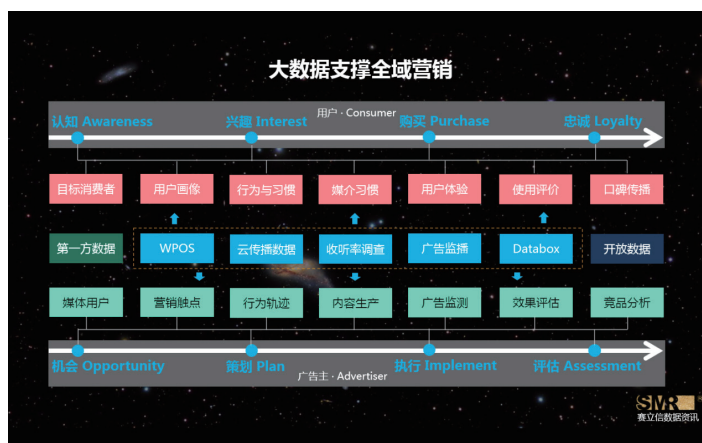 大数据支撑全域营销
用户 · Consumer
认知 Awareness 兴趣 Interest 购买 Purchase 忠诚 Loyalty
目标消费者 用户画像 行为与习惯 媒介习惯 用户体验 使用评价 口碑传播
第一方数据 WPOS 云传播数据 收听率调查 广告监播 Databox 开放数据
媒体用户 营销触点 行为轨迹 内容生产 广告监测 效果评估 竞品分析
机会 Opportunity 策划 Plan 执行 Implement 评估 Assessment
广告主 · Advertiser
SMR
赛立信数据资讯